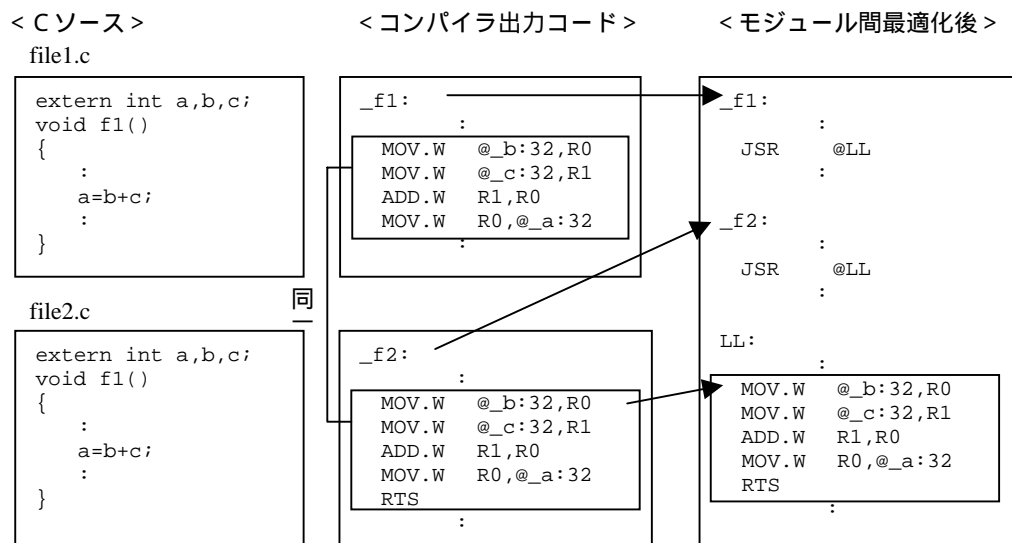 <Cソース>
file1.c
extern int a,b,c;
void f1()
{
:
a=b+c;
:
}
file2.c
extern int a,b,c;
void f1()
{
:
a=b+c;
:
}
<コンパイラ出力コード>
_f1:
:
MOV.W @_b:32,R0
MOV.W @_c:32,R1
ADD.W R1,R0
MOV.W R0,@_a:32
:
同一
_f2:
:
MOV.W @_b:32,R0
MOV.W @_c:32,R1
ADD.W R1,R0
MOV.W R0,@_a:32
RTS
:
<モジュール間最適化後>
_f1:
:
JSR @LL
:
_f2:
:
JSR @LL
:
LL:
:
MOV.W @_b:32,R0
MOV.W @_c:32,R1
ADD.W R1,R0
MOV.W R0,@_a:32
RTS
: